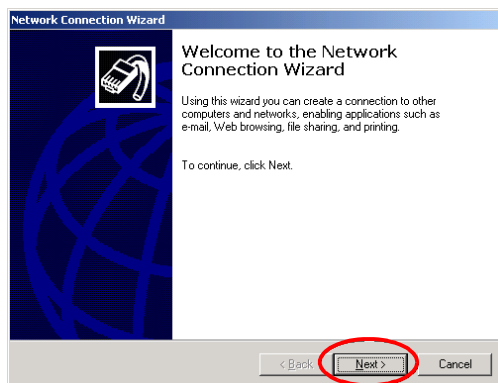 Network Connection Wizard
Welcome to the Network
Connection Wizard
Using this wizard you can create a connection to other
computers and networks, enabling applications such as
e-mail, Web browsing, file sharing, and printing.
To continue, click Next.
< Back Next > Cancel